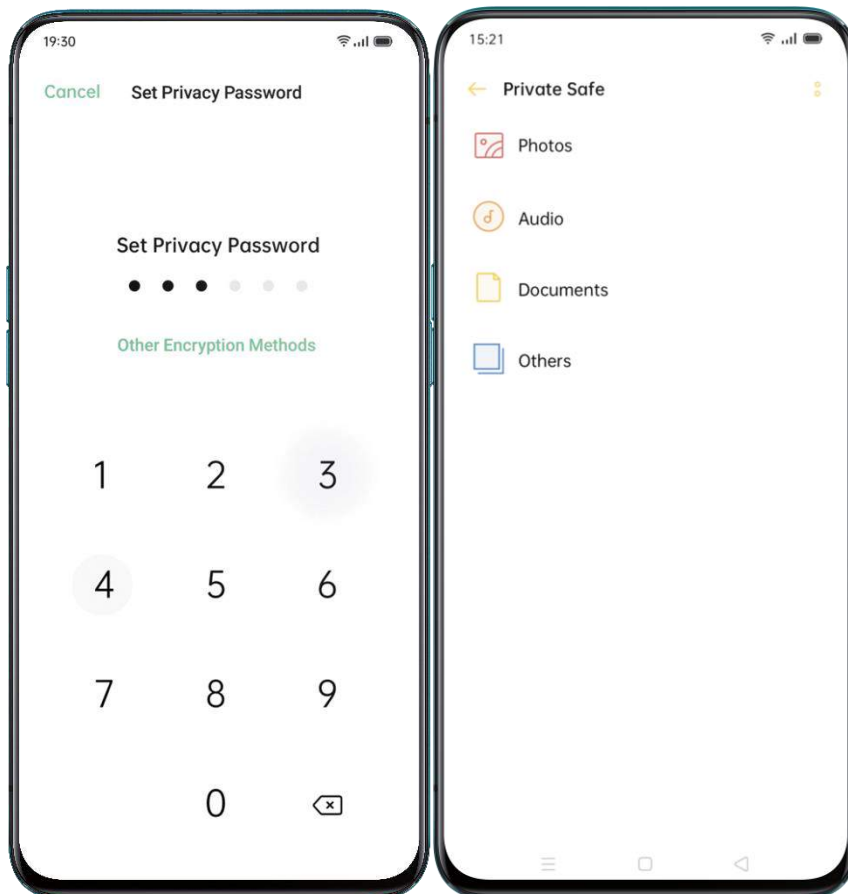 19:30
Cancel Set Privacy Password
Set Privacy Password
Other Encryption Methods
1 2 3
4 5 6
7 8 9
0
15:21
Private Safe
Photos
Audio
Documents
Others